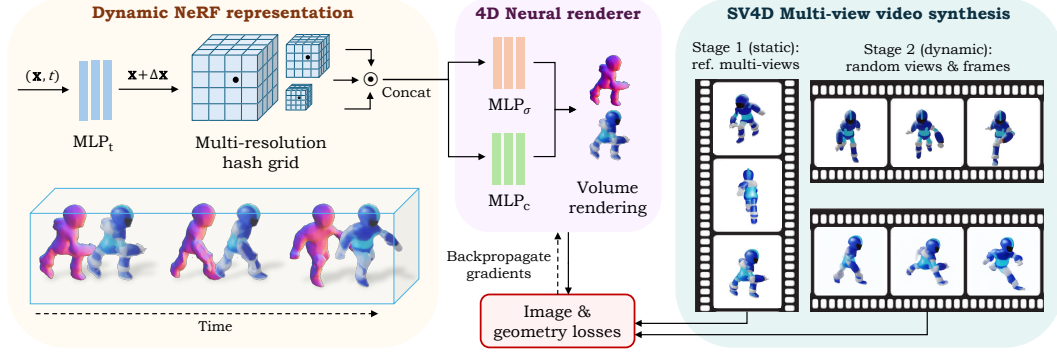 Dynamic NeRF representation
(x, t)
MLPt
x+Δx
Multi-resolution
hash grid
Concat
Time
4D Neural renderer
MLPσ
MLPc
Volume
rendering
Backpropagate
gradients
Image &
geometry losses
SV4D Multi-view video synthesis
Stage 1 (static):
ref. multi-views
Stage 2 (dynamic):
random views & frames